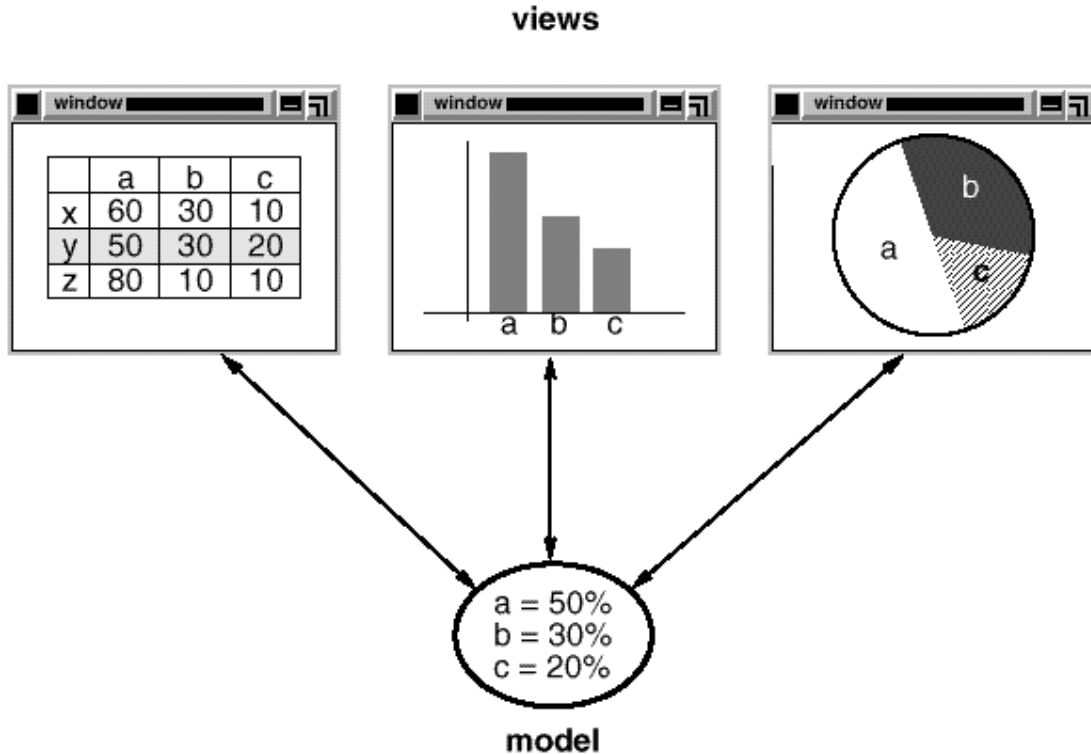 views
window
window
window
a b c
x 60 30 10
y 50 30 20
z 80 10 10
a b c
b
a
c
a = 50%
b = 30%
c = 20%
model